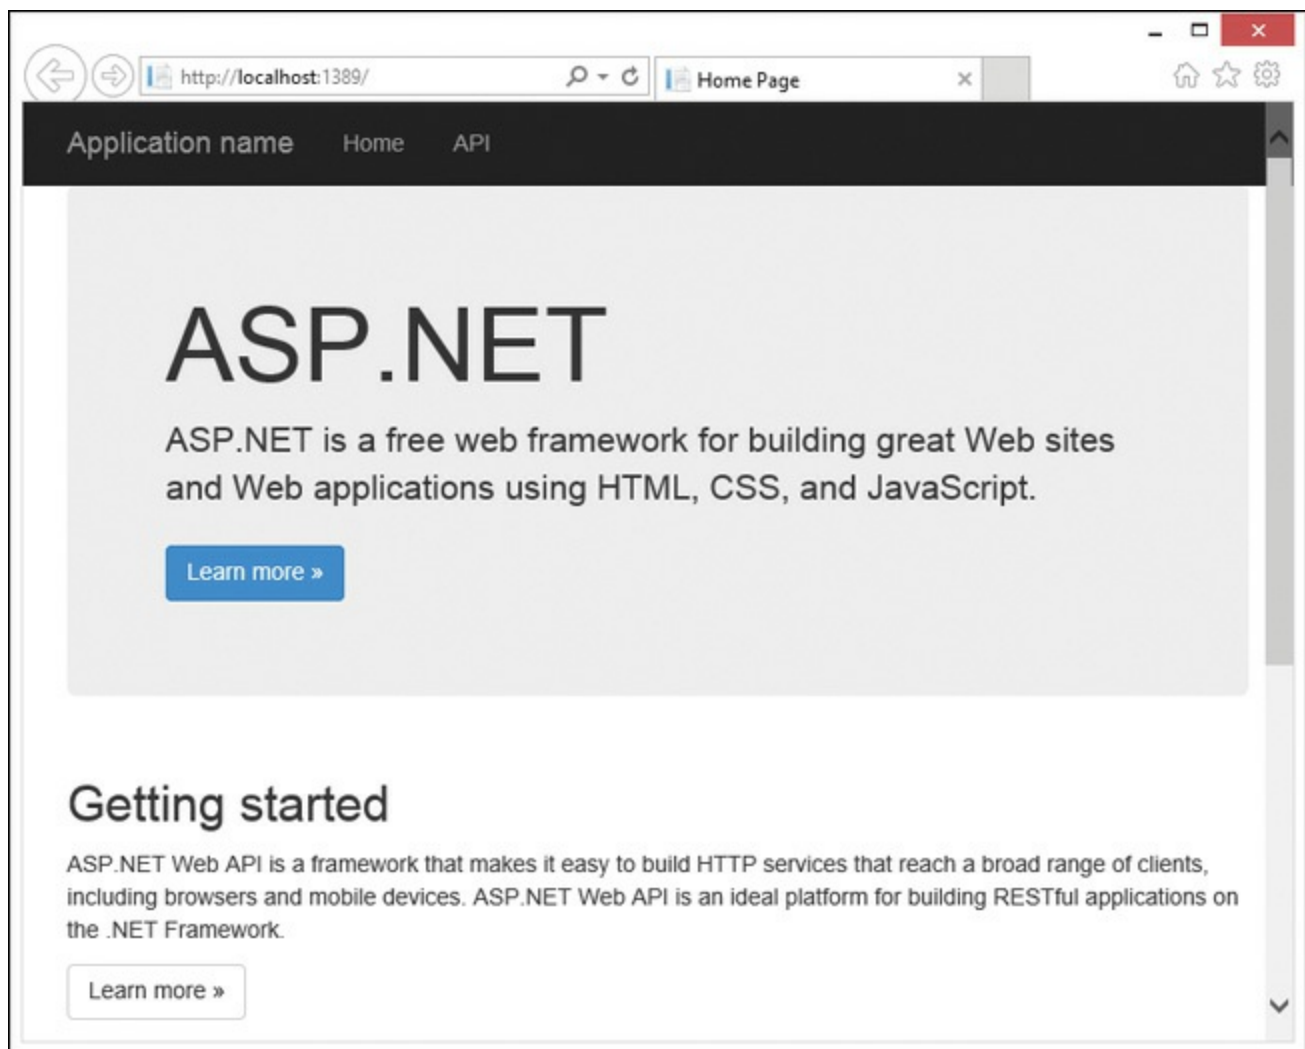 http://localhost:1389/
Home Page
Application name Home API
ASP.NET
ASP.NET is a free web framework for building great Web sites
and Web applications using HTML, CSS, and JavaScript.
Learn more »
Getting started
ASP.NET Web API is a framework that makes it easy to build HTTP services that reach a broad range of clients,
including browsers and mobile devices. ASP.NET Web API is an ideal platform for building RESTful applications on
the .NET Framework.
Learn more »